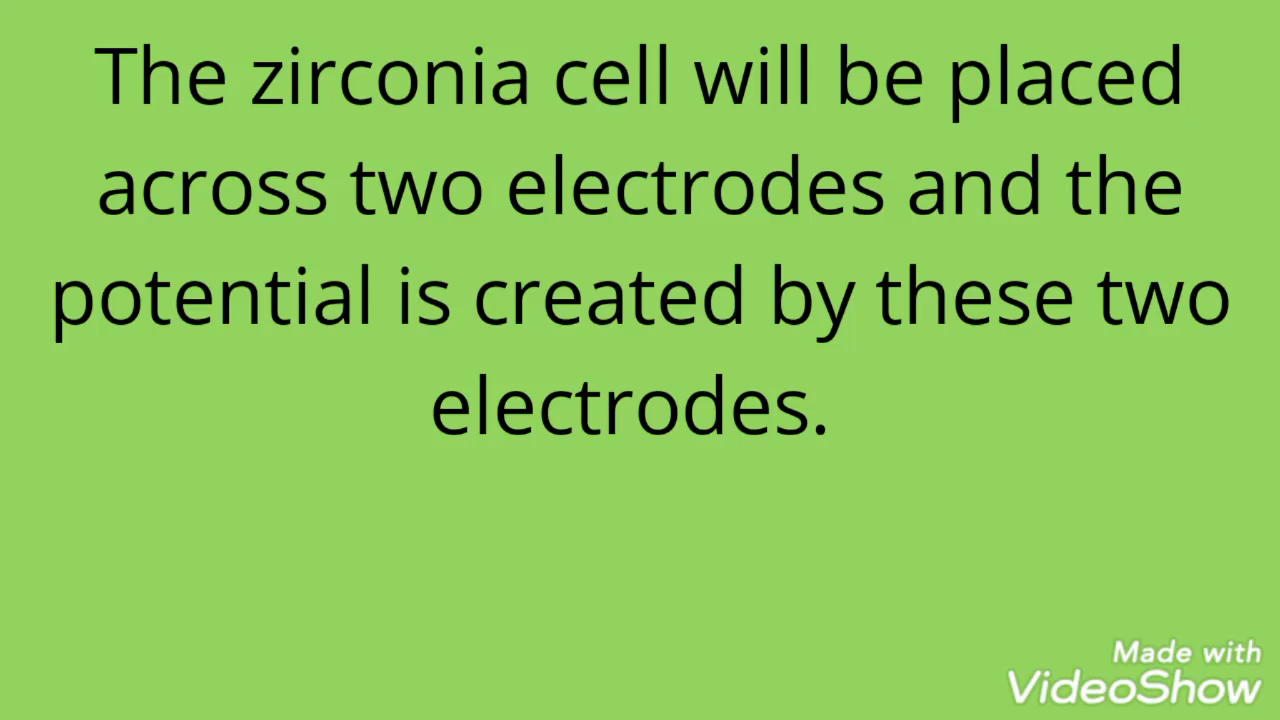 The zirconia cell will be placed
across two electrodes and the
potential is created by these two
electrodes.
Made with
VideoShow